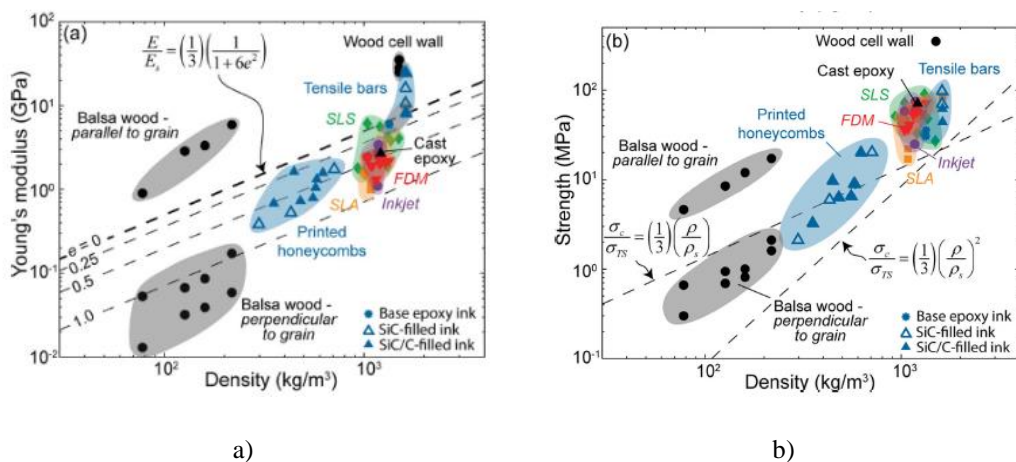 (a)
10²
10¹
10⁰
10⁻¹
10⁻²
Young's modulus (GPa)
E/Eₛ = (1/3)(1/1+6e²)
Wood cell wall
Tensile bars
Balsa wood -
parallel to grain
SLS
Cast
epoxy
Printed
honeycombs
SLA
FDM
Inkjet
e = 0
0.25
0.5
1.0
Balsa wood -
perpendicular
to grain
Base epoxy ink
SiC-filled ink
SiC/C-filled ink
10²
10³
Density (kg/m³)
a)
(b)
10³
10²
10¹
10⁰
10⁻¹
Strength (MPa)
Wood cell wall
Cast epoxy
Tensile bars
SLS
Printed
honeycombs
FDM
Balsa wood -
parallel to grain
Inkjet
SLA
σc/σTS = (1/3)(ρ/ρₛ)
σc/σTS = (1/3)(ρ/ρₛ)²
Balsa wood -
perpendicular
to grain
Base epoxy ink
SiC-filled ink
SiC/C-filled ink
10²
10³
Density (kg/m³)
b)